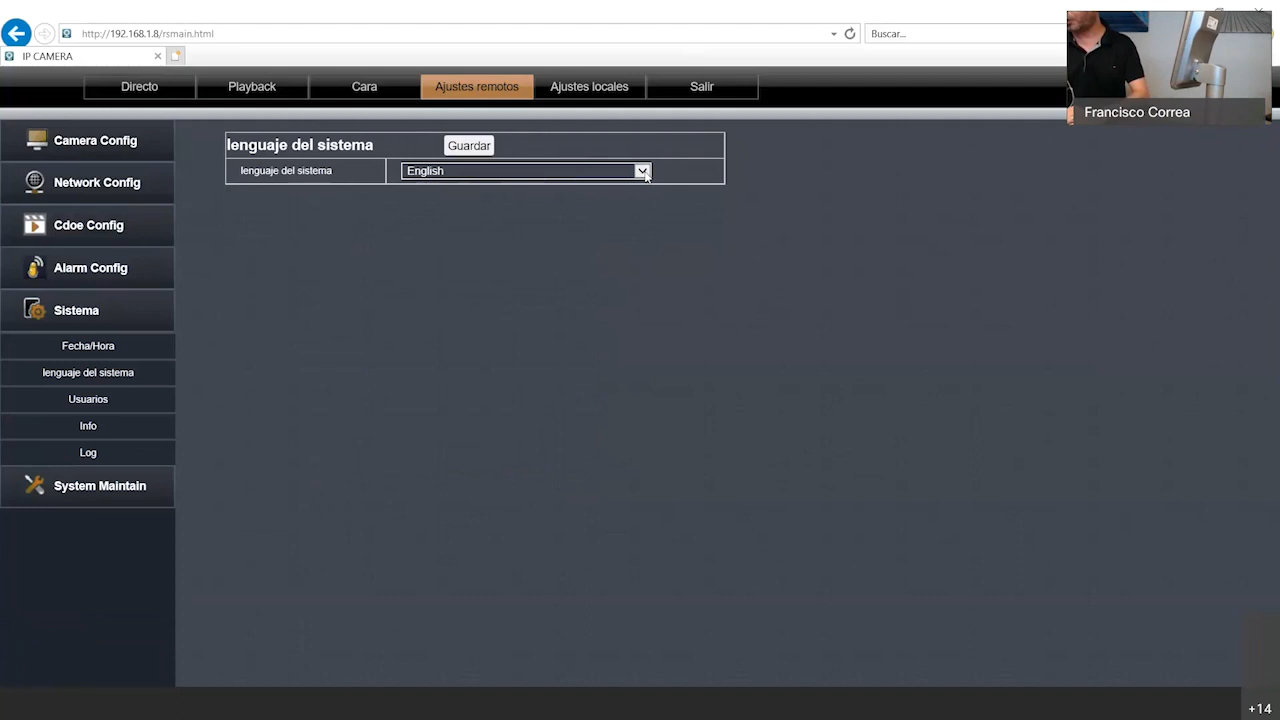 http://192.168.1.8/rsmain.html
Buscar...
IP CAMERA
Directo
Playback
Cara
Ajustes remotos
Ajustes locales
Salir
Francisco Correa
Camera Config
Network Config
Cdoe Config
Alarm Config
Sistema
Fecha/Hora
lenguaje del sistema
Usuarios
Info
Log
System Maintain
lenguaje del sistema
Guardar
lenguaje del sistema
English
+14